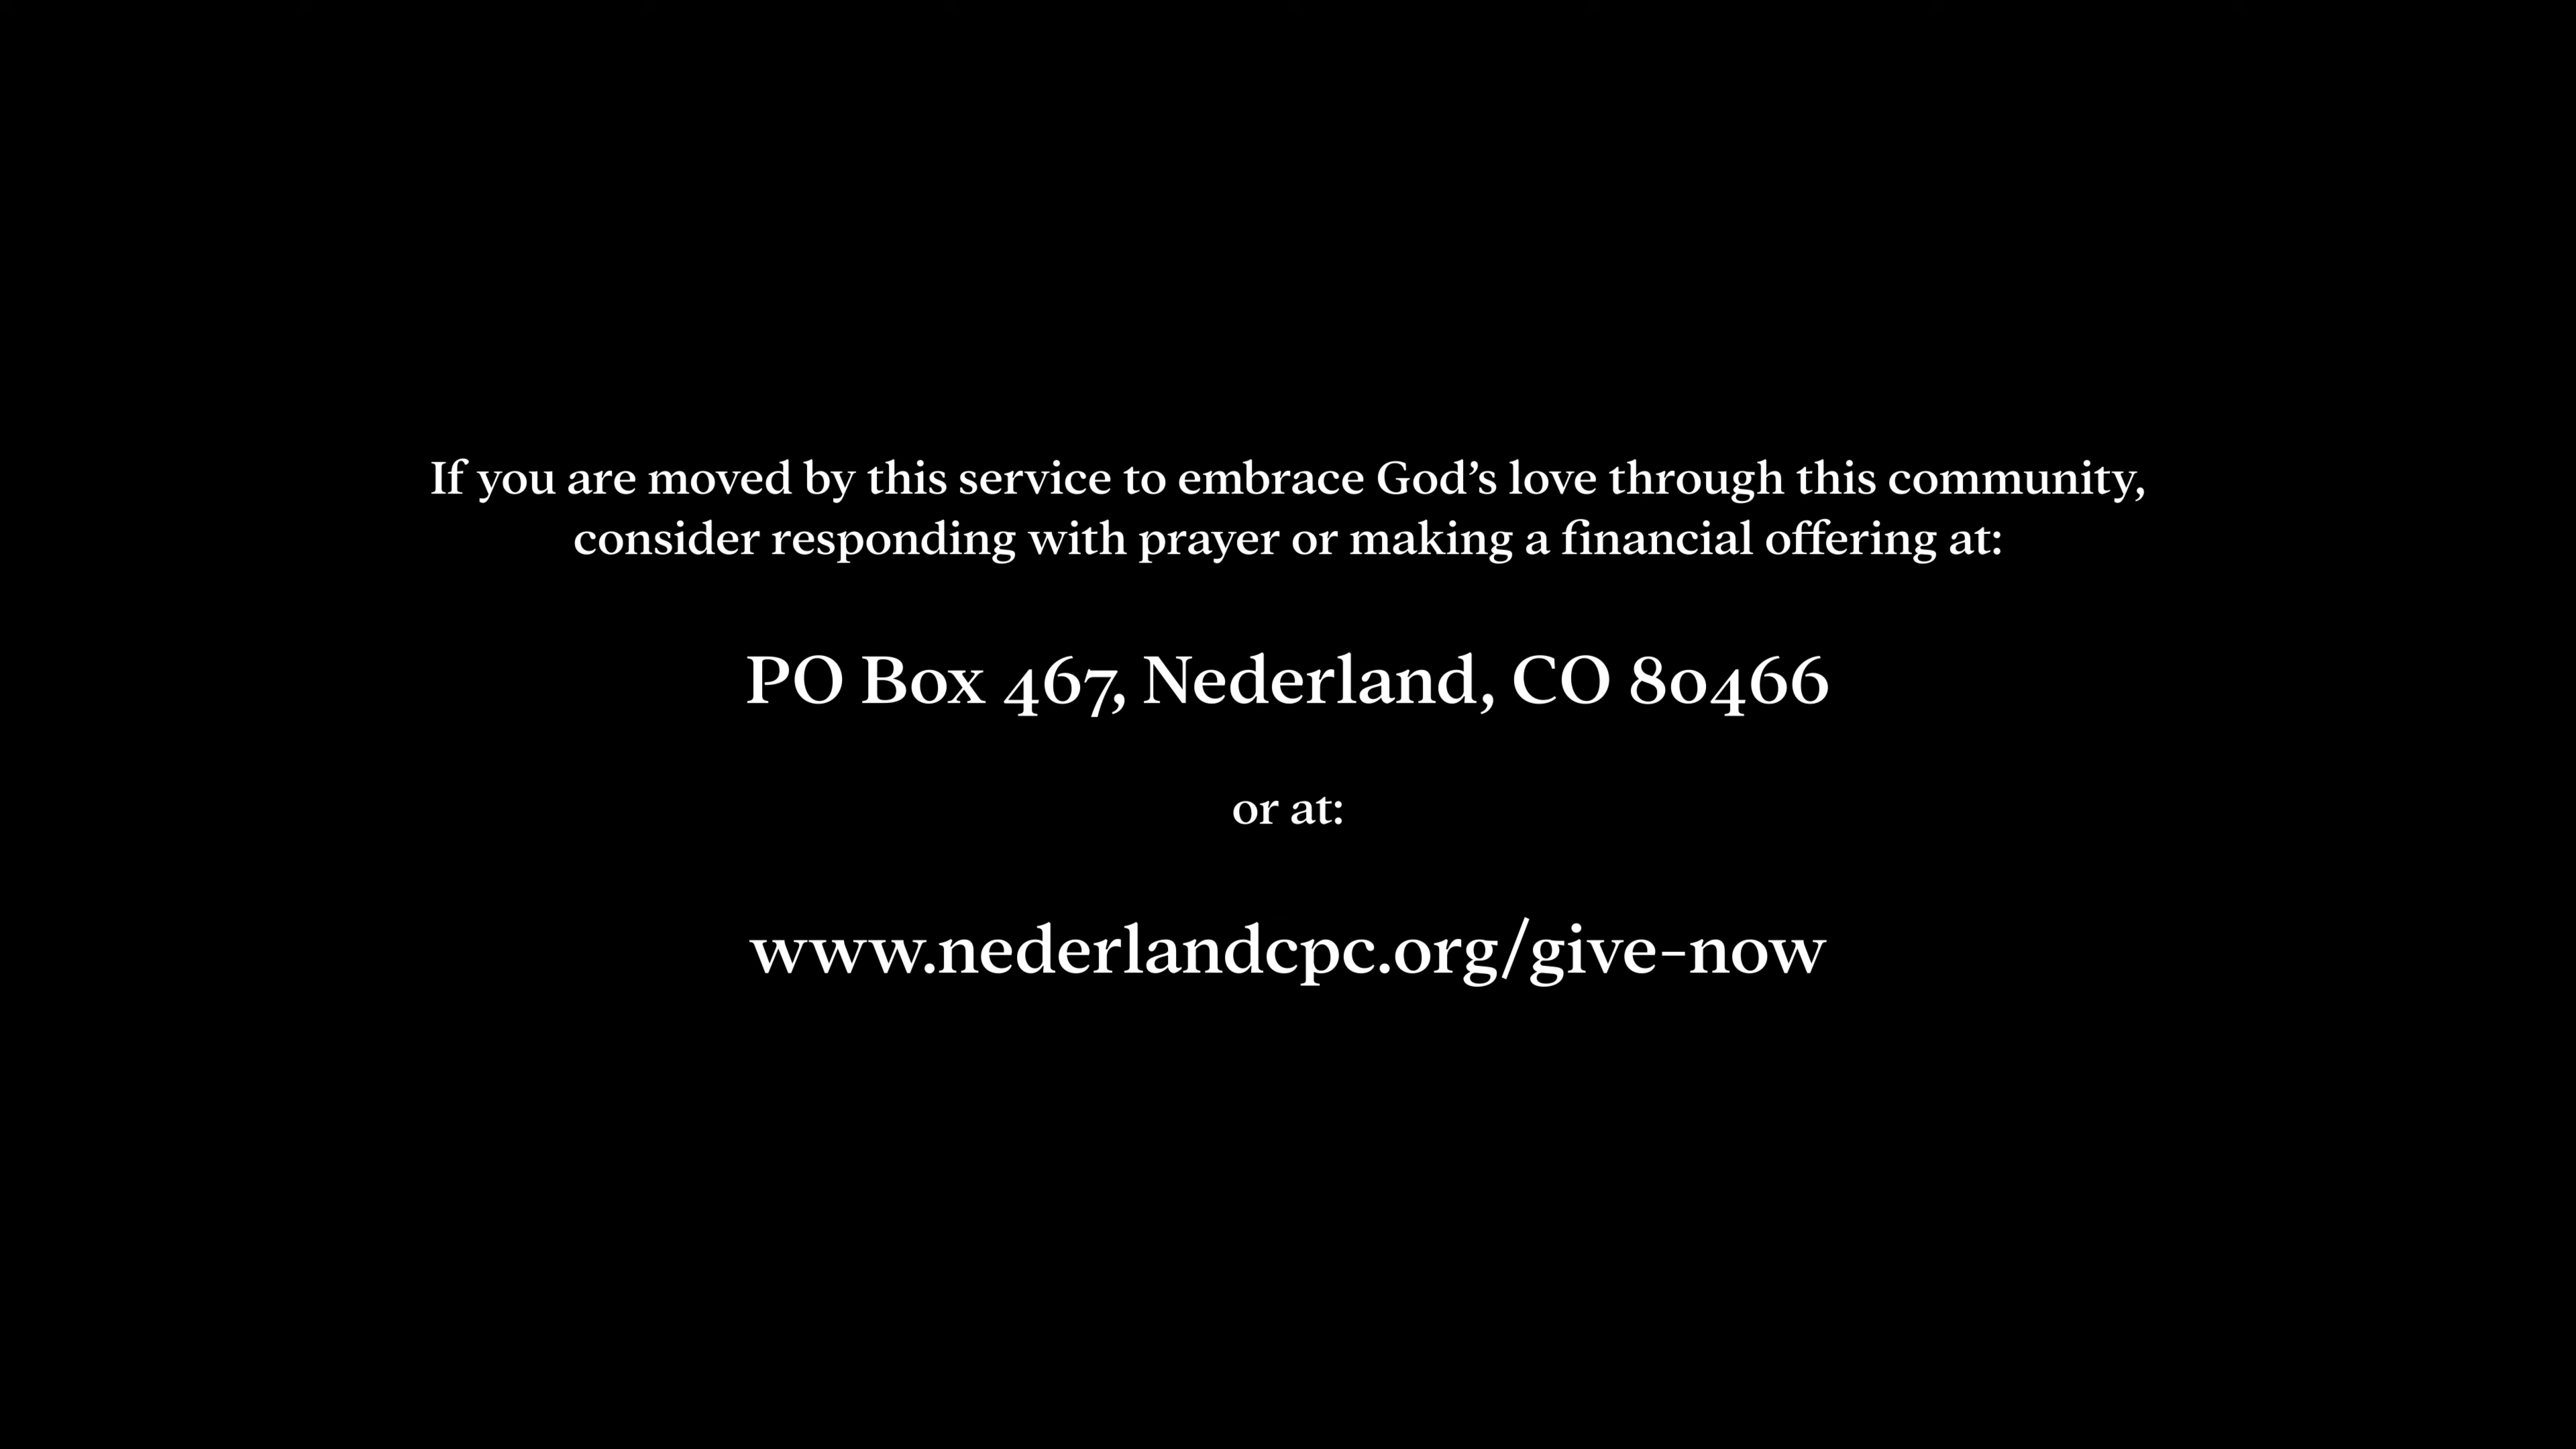 If you are moved by this service to embrace God’s love through this community,
consider responding with prayer or making a financial offering at:
PO Box 467, Nederland, CO 80466
or at:
www.nederlandcpc.org/give-now